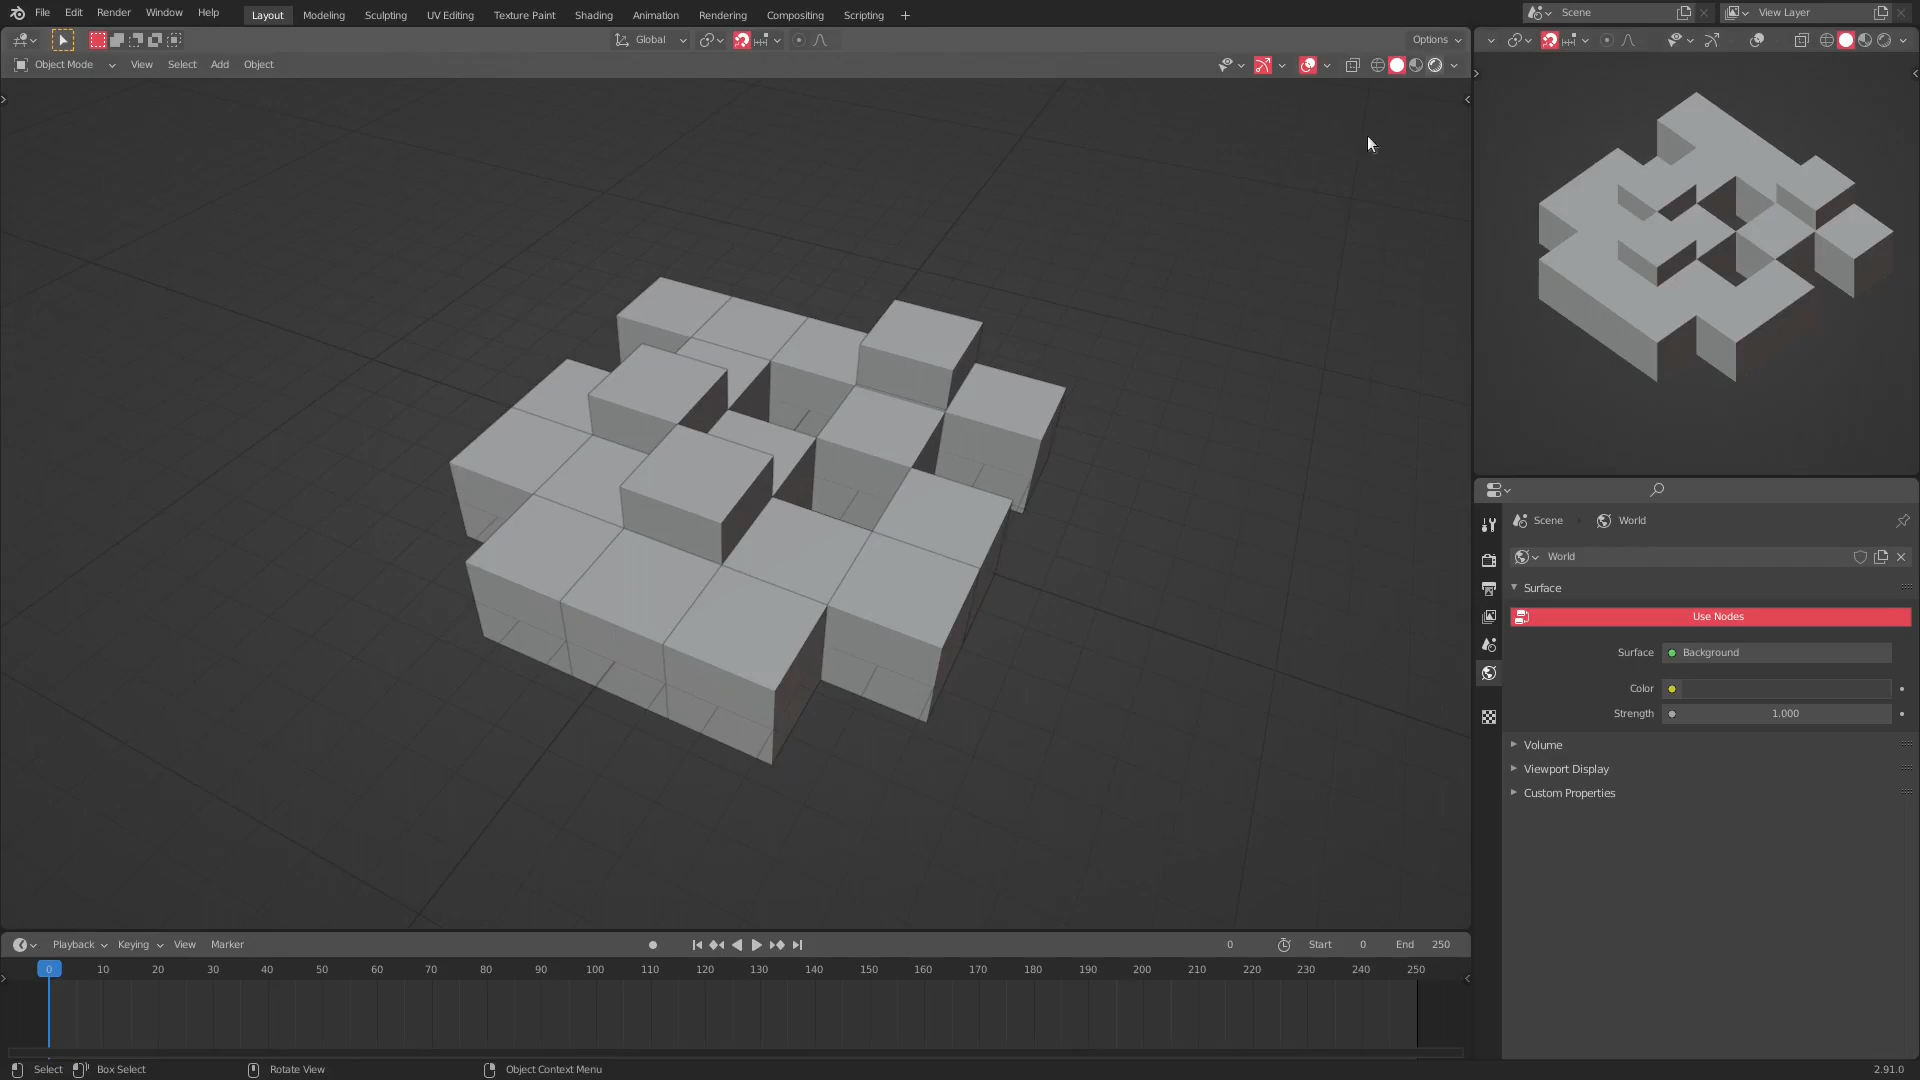 File Edit Render Window Help Layout Modeling Sculpting UV Editing Texture Paint Shading Animation Rendering Compositing Scripting + Scene View Layer
Global Options
Object Mode View Select Add Object
Scene World
World
Surface
Use Nodes
Surface Background
Color
Strength 1.000
Volume
Viewport Display
Custom Properties
Playback Keying View Marker 0 Start 0 End 250
0 10 20 30 40 50 60 70 80 90 100 110 120 130 140 150 160 170 180 190 200 210 220 230 240 250
Select Box Select Rotate View Object Context Menu 2.91.0